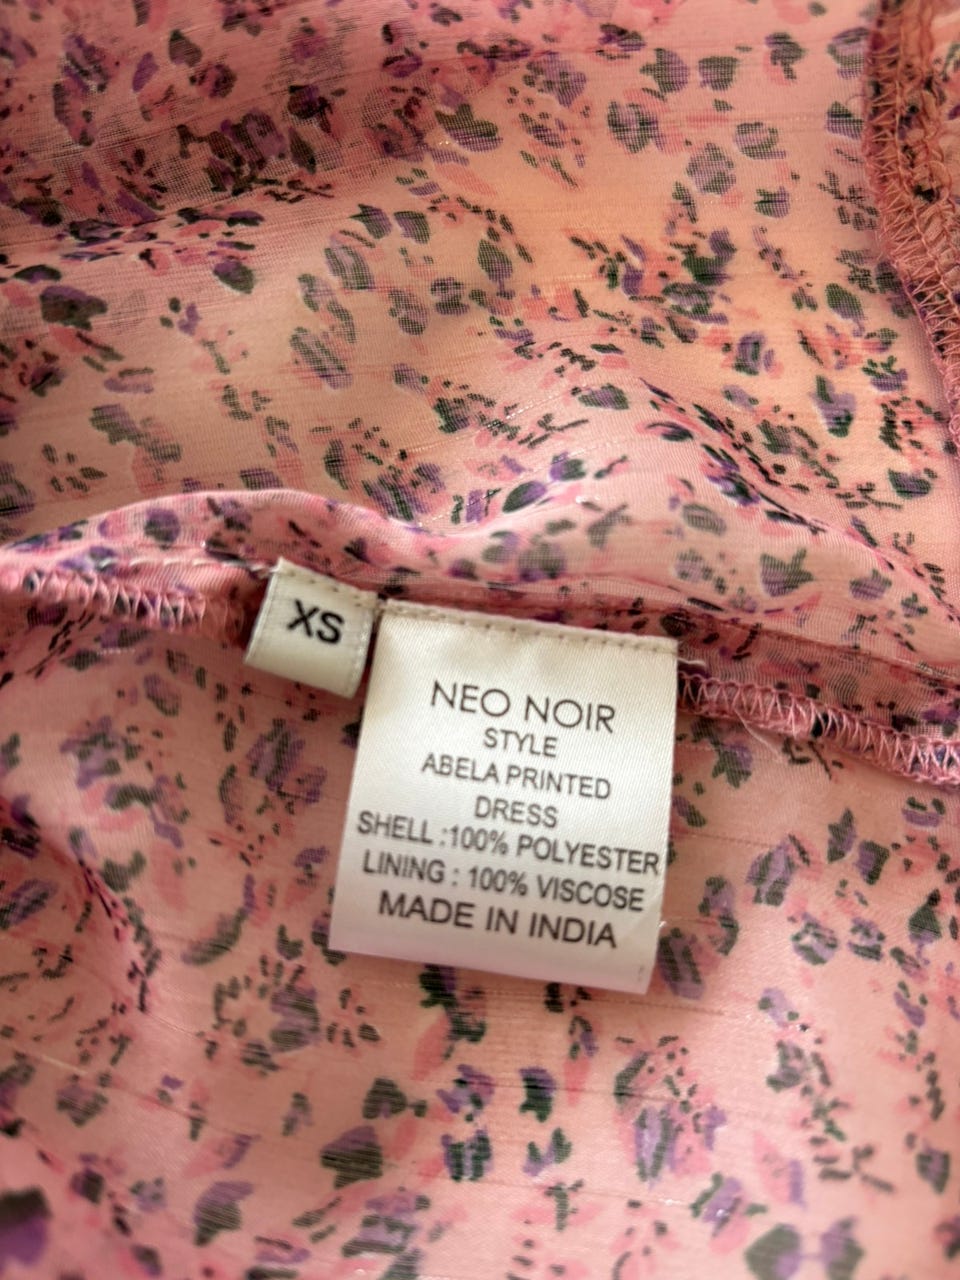 XS
NEO NOIR
STYLE
ABELA PRINTED
DRESS
SHELL :100% POLYESTER
LINING : 100% VISCOSE
MADE IN INDIA